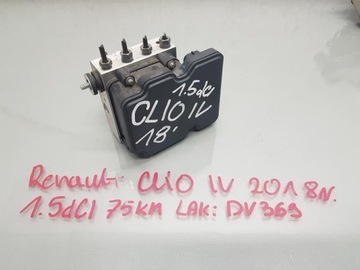 1.5dCi
CLIO IV
18'
Renault: CLIO IV 2018r.
1.5dCI 75KM LAK: DV369